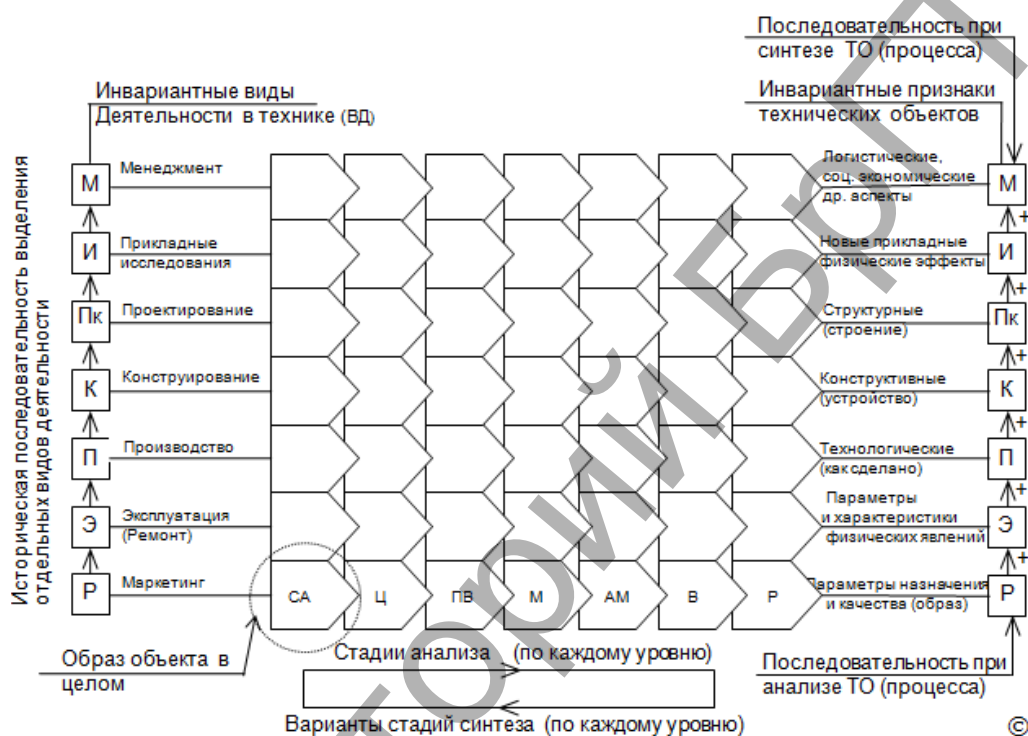 Последовательность при
синтезе ТО (процесса)
Инвариантные виды
Деятельности в технике (ВД)
Инвариантные признаки
технических объектов
Историческая последовательность выделения
отдельных видов деятельности
М
Менеджмент
Логистические,
соц. экономические
др. аспекты
М
+
И
Прикладные
исследования
Новые прикладные
физические эффекты
И
+
Пк
Проектирование
Структурные
(строение)
Пк
+
К
Конструирование
Конструктивные
(устройство)
К
+
П
Производство
Технологические
(как сделано)
П
+
Э
Эксплуатация
(Ремонт)
Параметры
и характеристики
физических явлений
Э
+
Р
Маркетинг
СА
Ц
ПВ
М
АМ
В
Р
Параметры назначения
и качества (образ)
Р
Образ объекта в
целом
Стадии анализа (по каждому уровню)
Варианты стадий синтеза (по каждому уровню)
Последовательность при
анализе ТО (процесса)
©